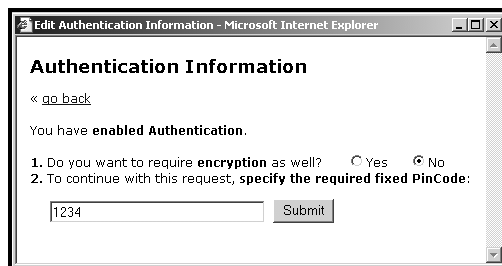 Edit Authentication Information - Microsoft Internet Explorer
Authentication Information
« go back
You have enabled Authentication.
1. Do you want to require encryption as well? Yes No
2. To continue with this request, specify the required fixed PinCode:
1234 Submit